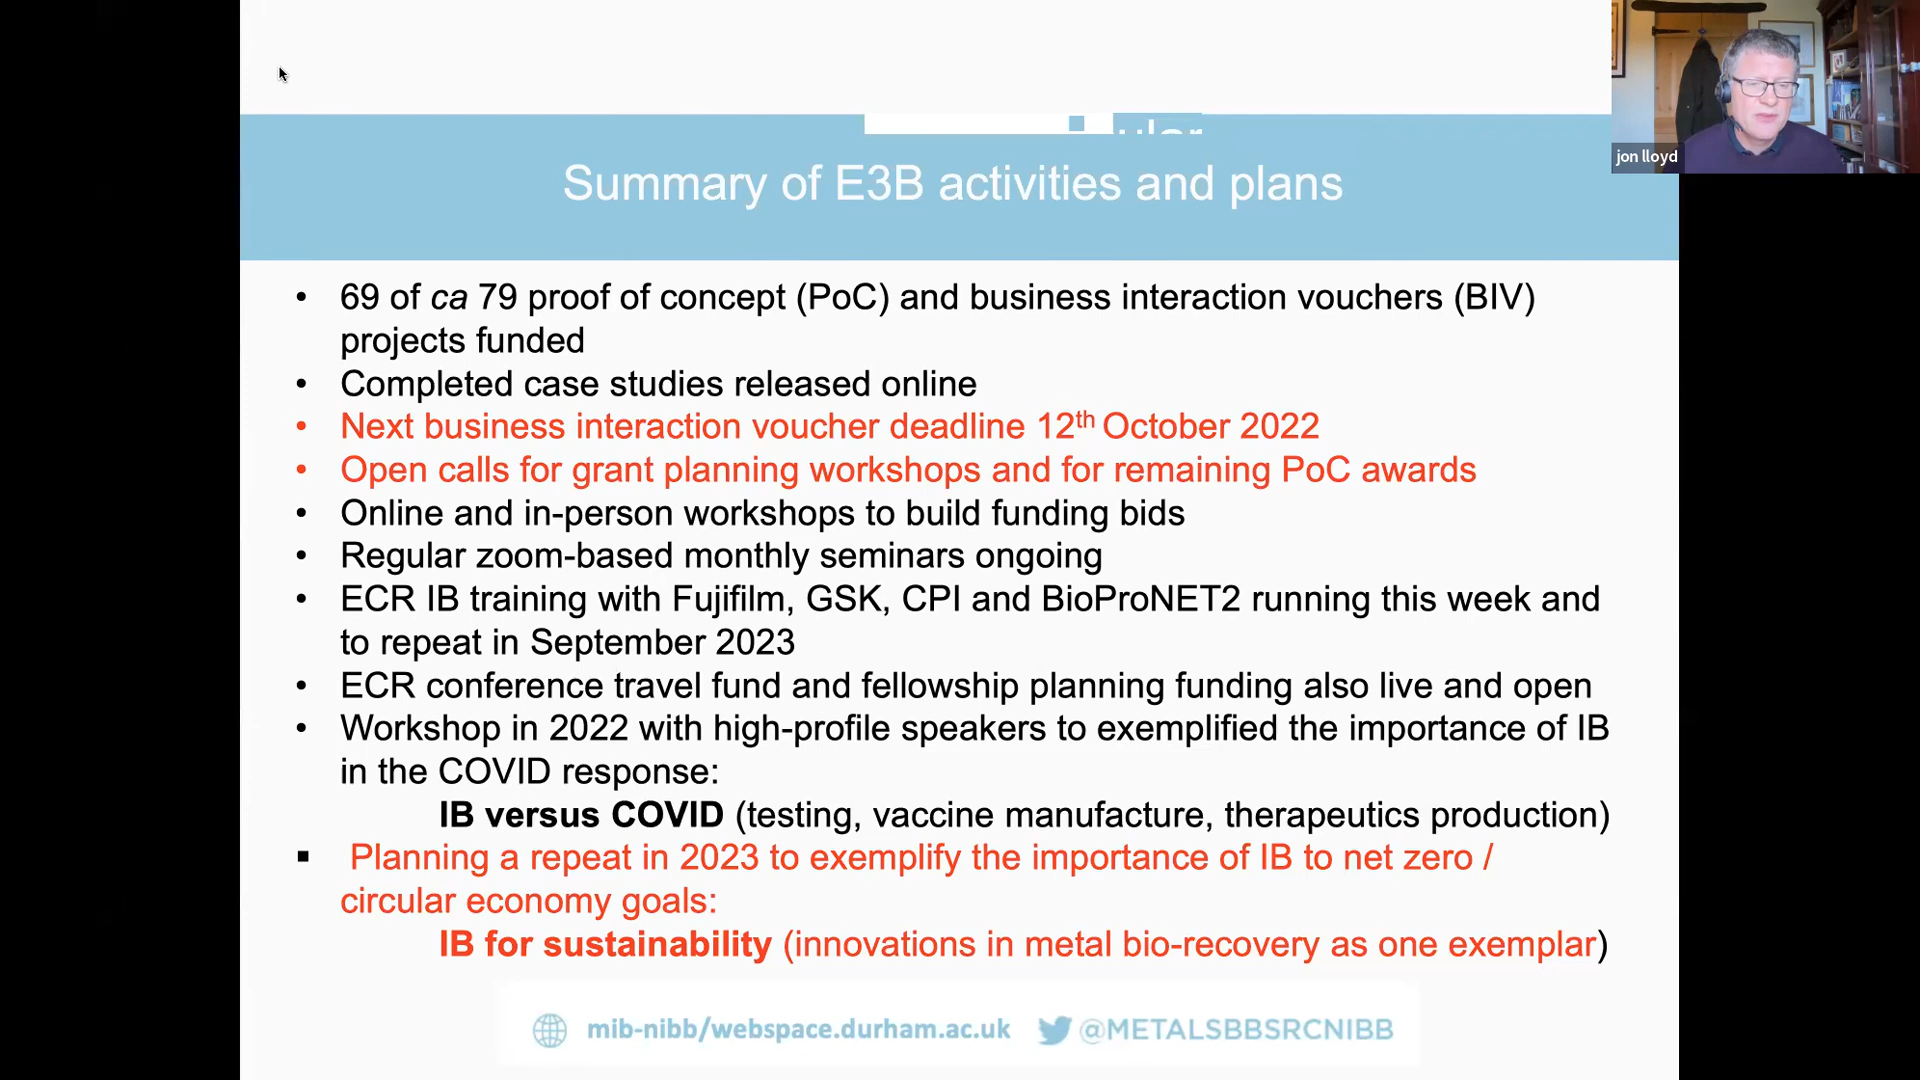 ular
jon lloyd
Summary of E3B activities and plans
• 69 of ca 79 proof of concept (PoC) and business interaction vouchers (BIV)
projects funded
• Completed case studies released online
• Next business interaction voucher deadline 12th October 2022
• Open calls for grant planning workshops and for remaining PoC awards
• Online and in-person workshops to build funding bids
• Regular zoom-based monthly seminars ongoing
• ECR IB training with Fujifilm, GSK, CPI and BioProNET2 running this week and
to repeat in September 2023
• ECR conference travel fund and fellowship planning funding also live and open
• Workshop in 2022 with high-profile speakers to exemplified the importance of IB
in the COVID response:
IB versus COVID (testing, vaccine manufacture, therapeutics production)
▪ Planning a repeat in 2023 to exemplify the importance of IB to net zero /
circular economy goals:
IB for sustainability (innovations in metal bio-recovery as one exemplar)
mib-nibb/webspace.durham.ac.uk @METALSBBSRCNIBB